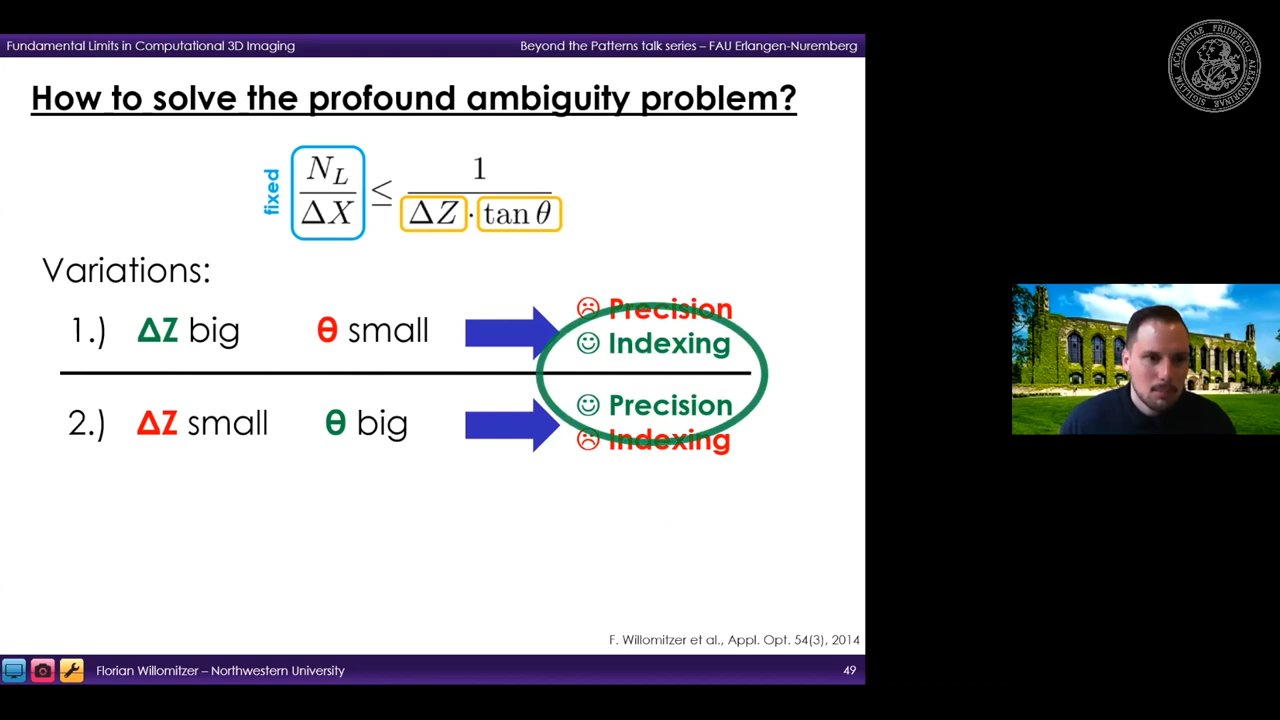 Fundamental Limits in Computational 3D Imaging
Beyond the Patterns talk series – FAU Erlangen-Nuremberg
How to solve the profound ambiguity problem?
fixed
N_L / ΔX ≤ 1 / ΔZ · tan θ
Variations:
1.) ΔZ big θ small
☹ Precision
☺ Indexing
2.) ΔZ small θ big
☺ Precision
☹ Indexing
F. Willomitzer et al., Appl. Opt. 54(3), 2014
Florian Willomitzer – Northwestern University
49